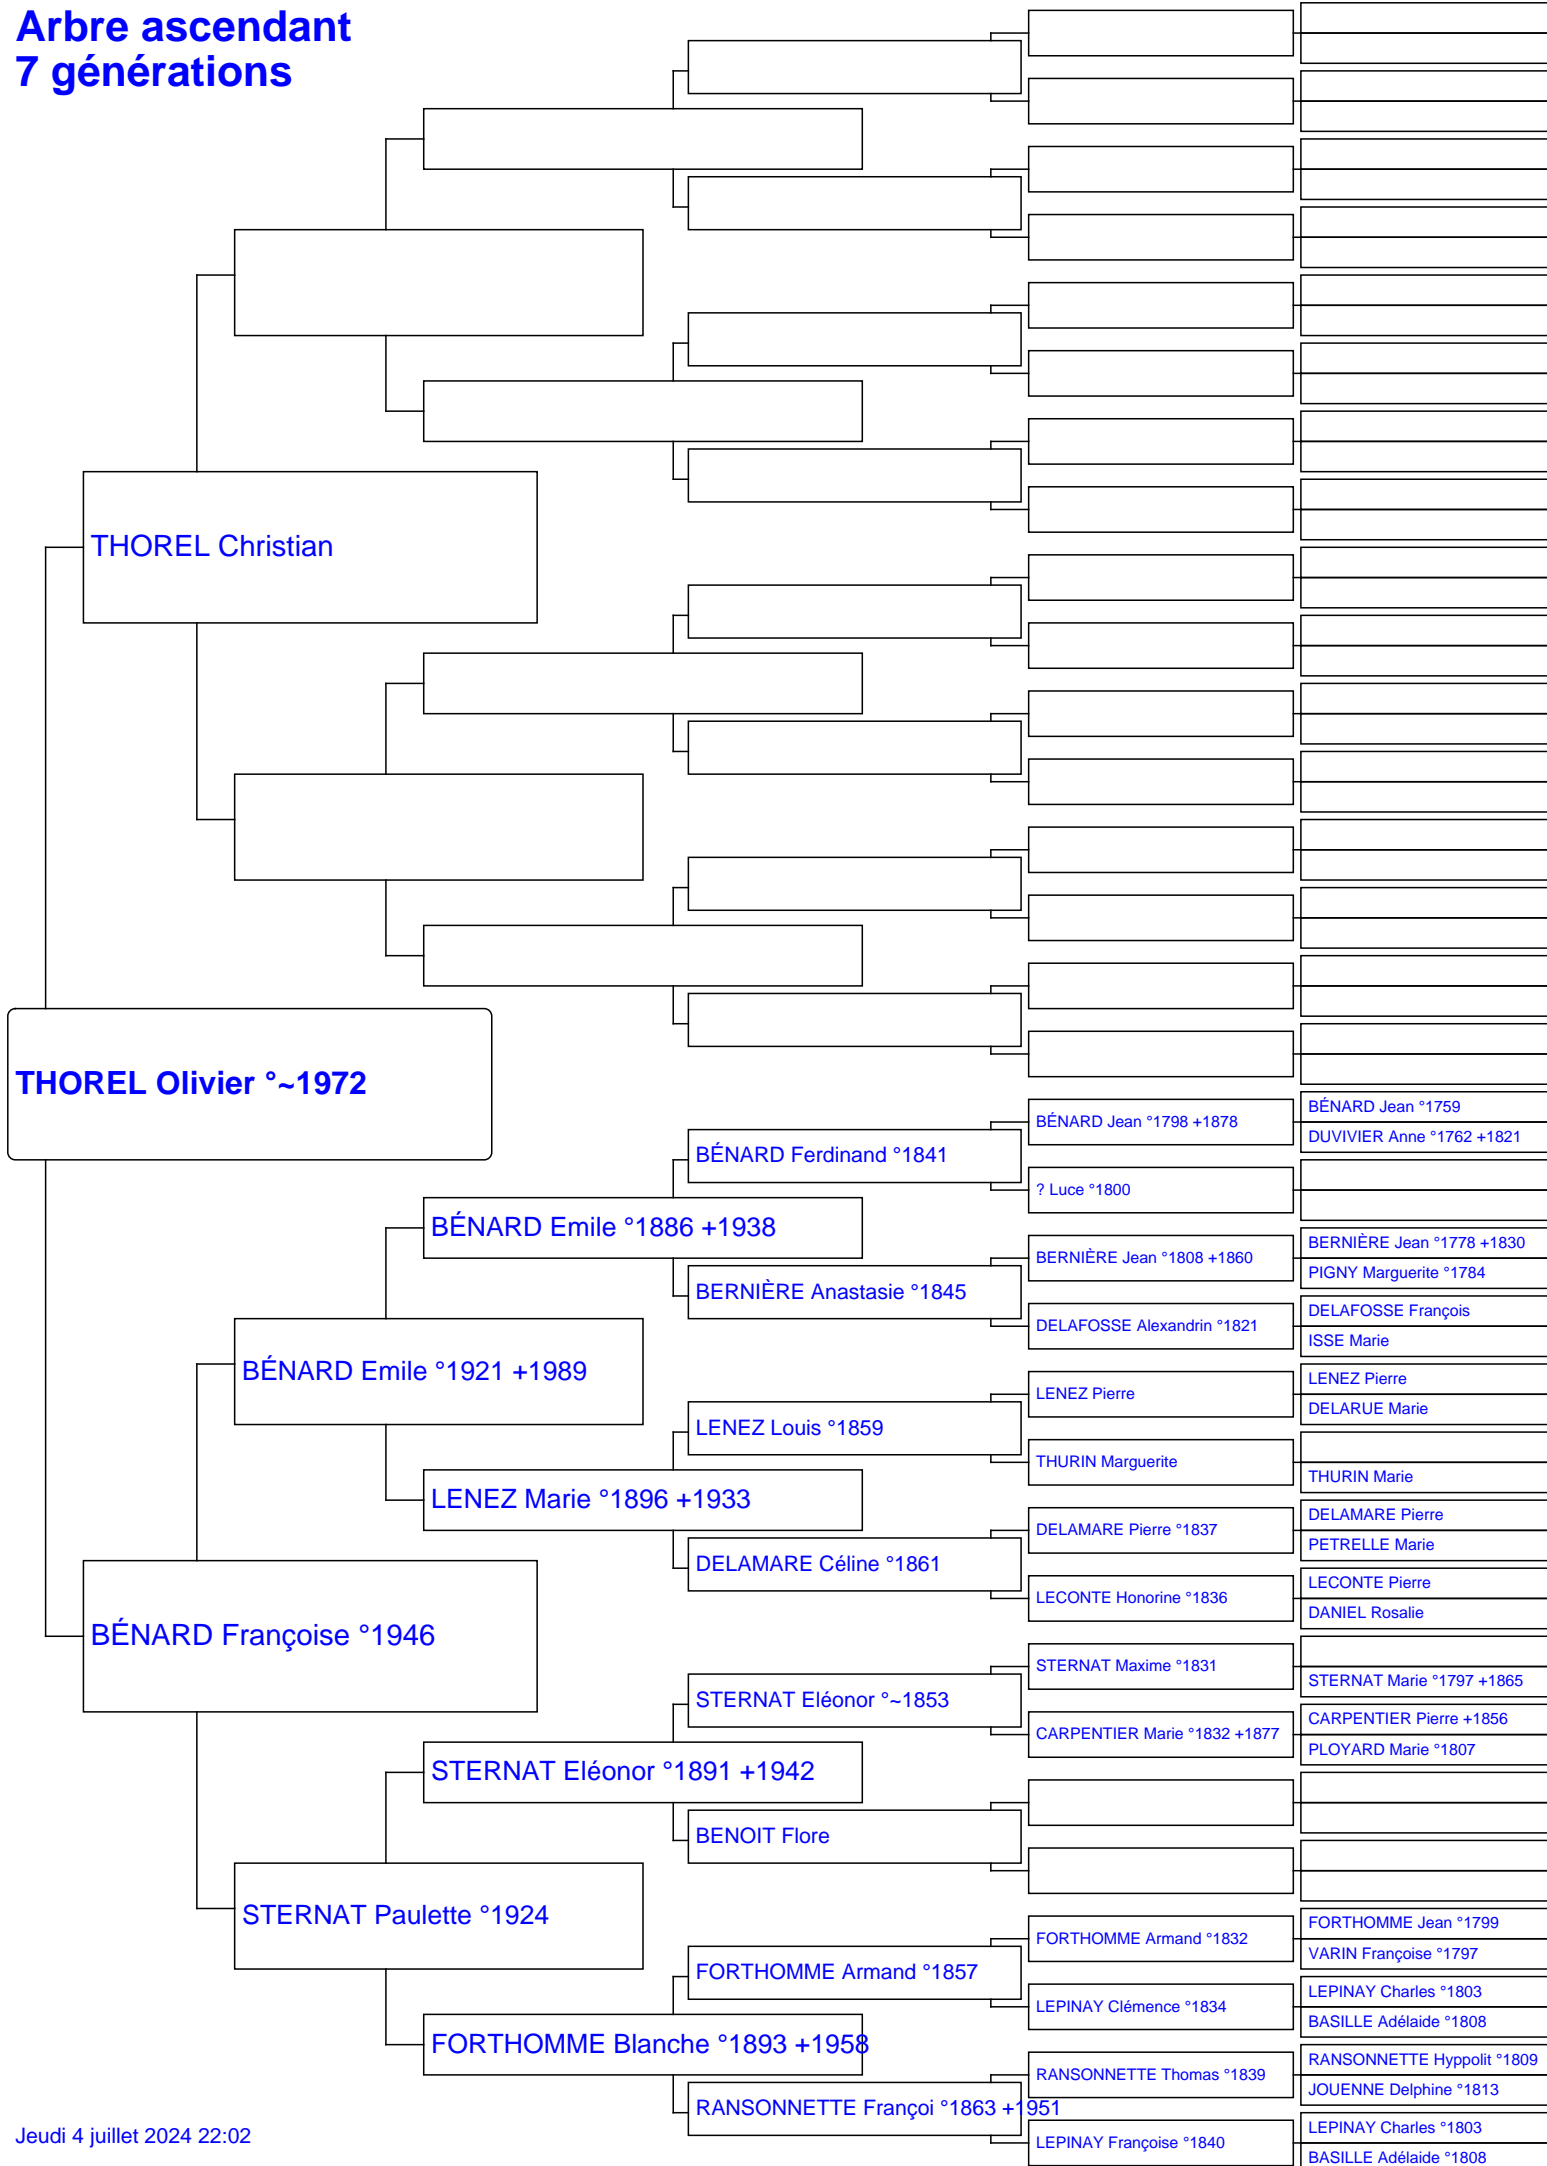 Arbre ascendant
7 générations
THOREL Christian
THOREL Olivier °~1972
BÉNARD Jean °1759
BÉNARD Jean °1798 +1878
DUVIVIER Anne °1762 +1821
BÉNARD Ferdinand °1841
? Luce °1800
BÉNARD Emile °1886 +1938
BERNIÈRE Jean °1778 +1830
BERNIÈRE Jean °1808 +1860
PIGNY Marguerite °1784
BERNIÈRE Anastasie °1845
DELAFOSSE François
DELAFOSSE Alexandrin °1821
ISSE Marie
BÉNARD Emile °1921 +1989
LENEZ Pierre
LENEZ Pierre
DELARUE Marie
LENEZ Louis °1859
THURIN Marguerite
THURIN Marie
LENEZ Marie °1896 +1933
DELAMARE Pierre
DELAMARE Pierre °1837
PETRELLE Marie
DELAMARE Céline °1861
LECONTE Pierre
LECONTE Honorine °1836
DANIEL Rosalie
BÉNARD Françoise °1946
STERNAT Maxime °1831
STERNAT Marie °1797 +1865
STERNAT Eléonor °~1853
CARPENTIER Pierre +1856
CARPENTIER Marie °1832 +1877
PLOYARD Marie °1807
STERNAT Eléonor °1891 +1942
BENOIT Flore
STERNAT Paulette °1924
FORTHOMME Jean °1799
FORTHOMME Armand °1832
VARIN Françoise °1797
FORTHOMME Armand °1857
LEPINAY Charles °1803
LEPINAY Clémence °1834
BASILLE Adélaide °1808
FORTHOMME Blanche °1893 +1958
RANSONNETTE Hyppolit °1809
RANSONNETTE Thomas °1839
JOUENNE Delphine °1813
RANSONNETTE Françoi °1863 +1951
LEPINAY Charles °1803
LEPINAY Françoise °1840
BASILLE Adélaide °1808
Jeudi 4 juillet 2024 22:02